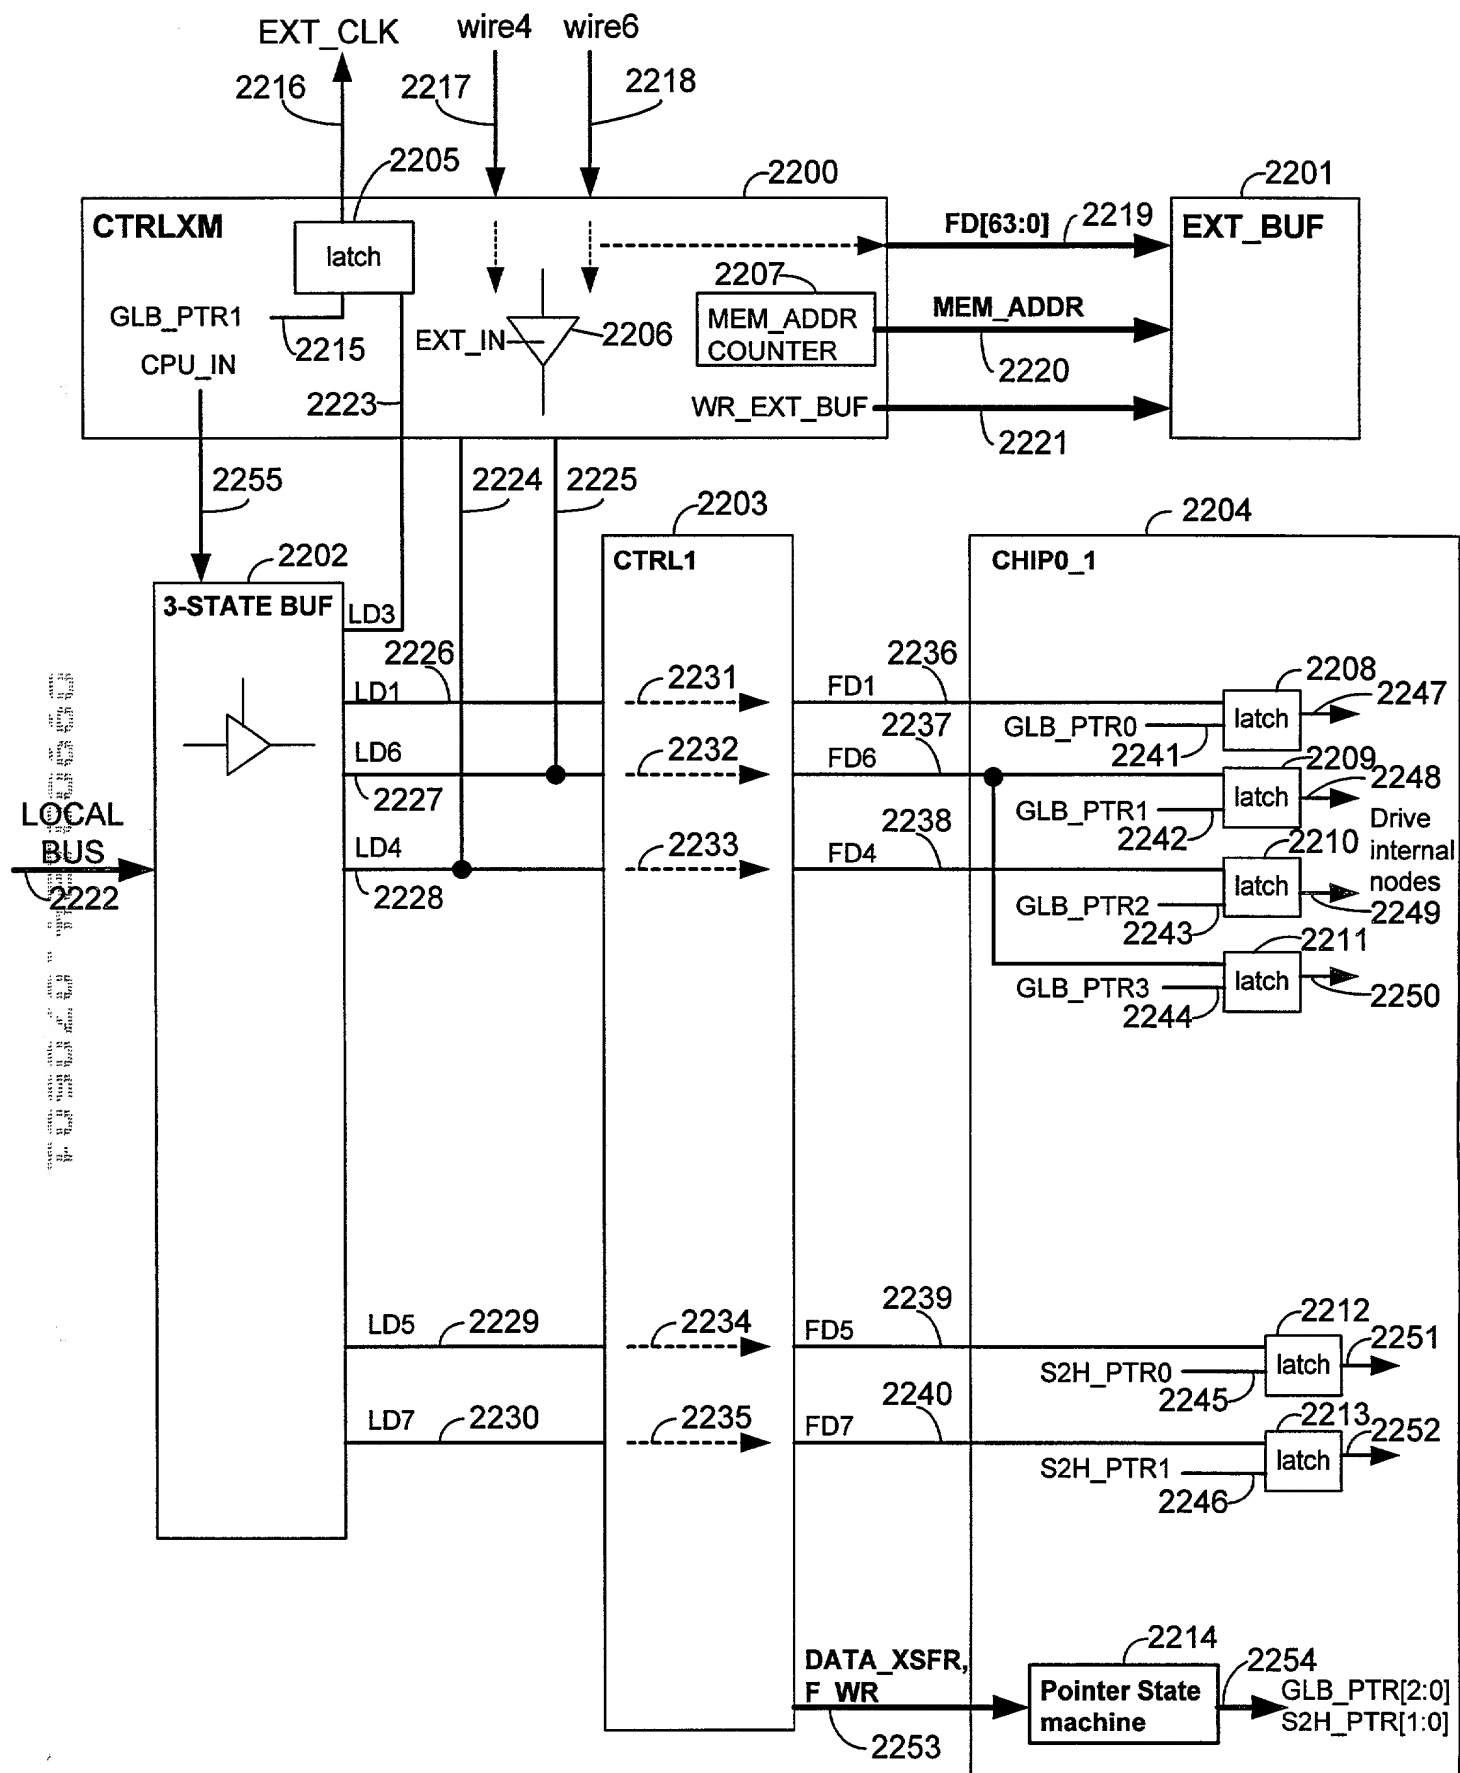 EXT_CLK
wire4
wire6
2216
2217
2218
2205
2200
2201
CTRLXM
latch
FD[63:0]
2219
EXT_BUF
2207
GLB_PTR1
2215
EXT_IN
2206
MEM_ADDR
COUNTER
MEM_ADDR
2220
CPU_IN
2223
WR_EXT_BUF
2221
2255
2224
2225
2203
2204
2202
CTRL1
CHIP0_1
3-STATE BUF
LD3
2226
2231
2236
2208
2247
LD1
FD1
latch
GLB_PTR0
2241
2237
LD6
2232
FD6
2209
2248
2227
latch
GLB_PTR1
2242
LOCAL
BUS
2222
LD4
2228
2233
FD4
2238
2210
latch
Drive
internal
nodes
2249
GLB_PTR2
2243
2211
latch
2250
GLB_PTR3
2244
LD5
2229
2234
FD5
2239
2212
2251
latch
S2H_PTR0
2245
LD7
2230
2235
FD7
2240
2213
2252
latch
S2H_PTR1
2246
DATA_XSFR,
F_WR
2253
2214
Pointer State
machine
2254
GLB_PTR[2:0]
S2H_PTR[1:0]